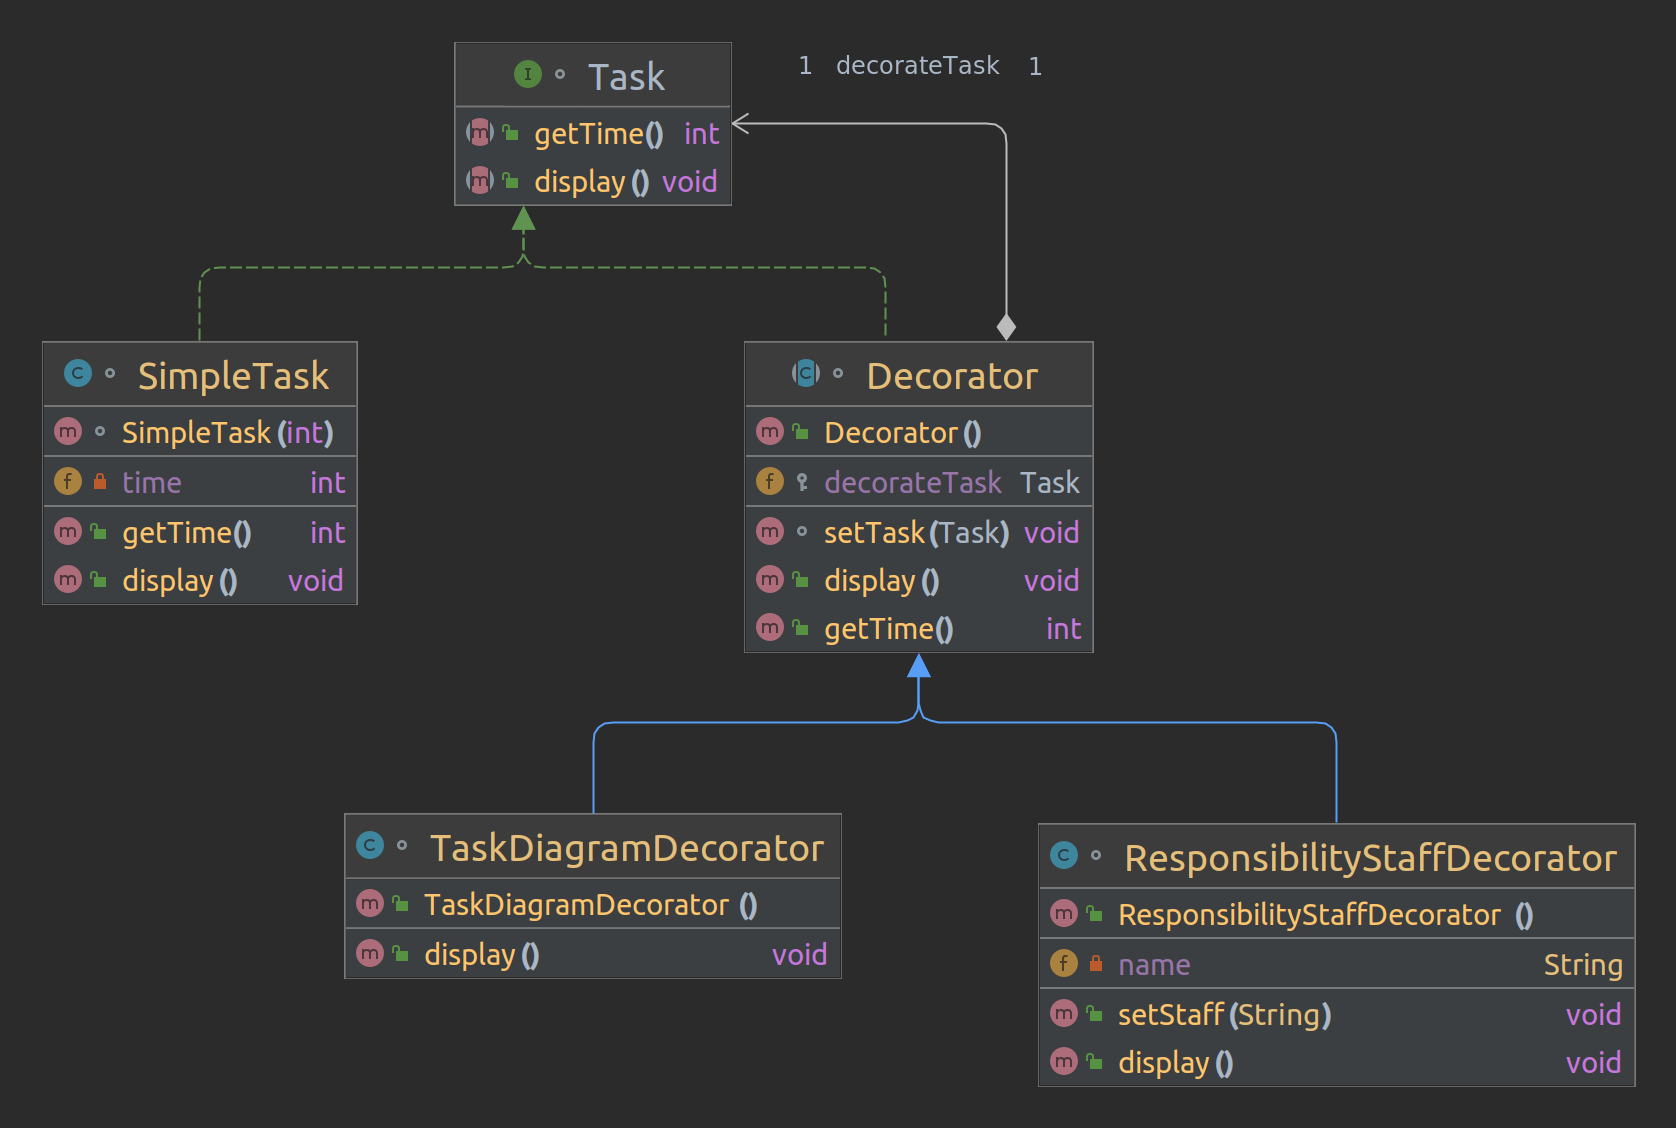 1 decorateTask 1
Task
getTime() int
display() void
SimpleTask
SimpleTask(int)
time int
getTime() int
display() void
Decorator
Decorator()
decorateTask Task
setTask(Task) void
display() void
getTime() int
TaskDiagramDecorator
TaskDiagramDecorator ()
display() void
ResponsibilityStaffDecorator
ResponsibilityStaffDecorator ()
name String
setStaff(String) void
display() void